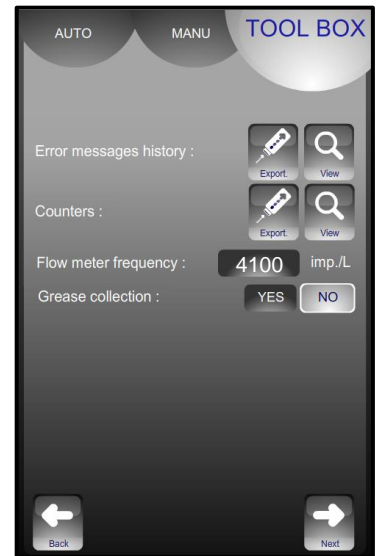 AUTO MANU TOOL BOX
Error messages history :
Export. View
Counters :
Export. View
Flow meter frequency : 4100 imp./L
Grease collection : YES NO
Back Next